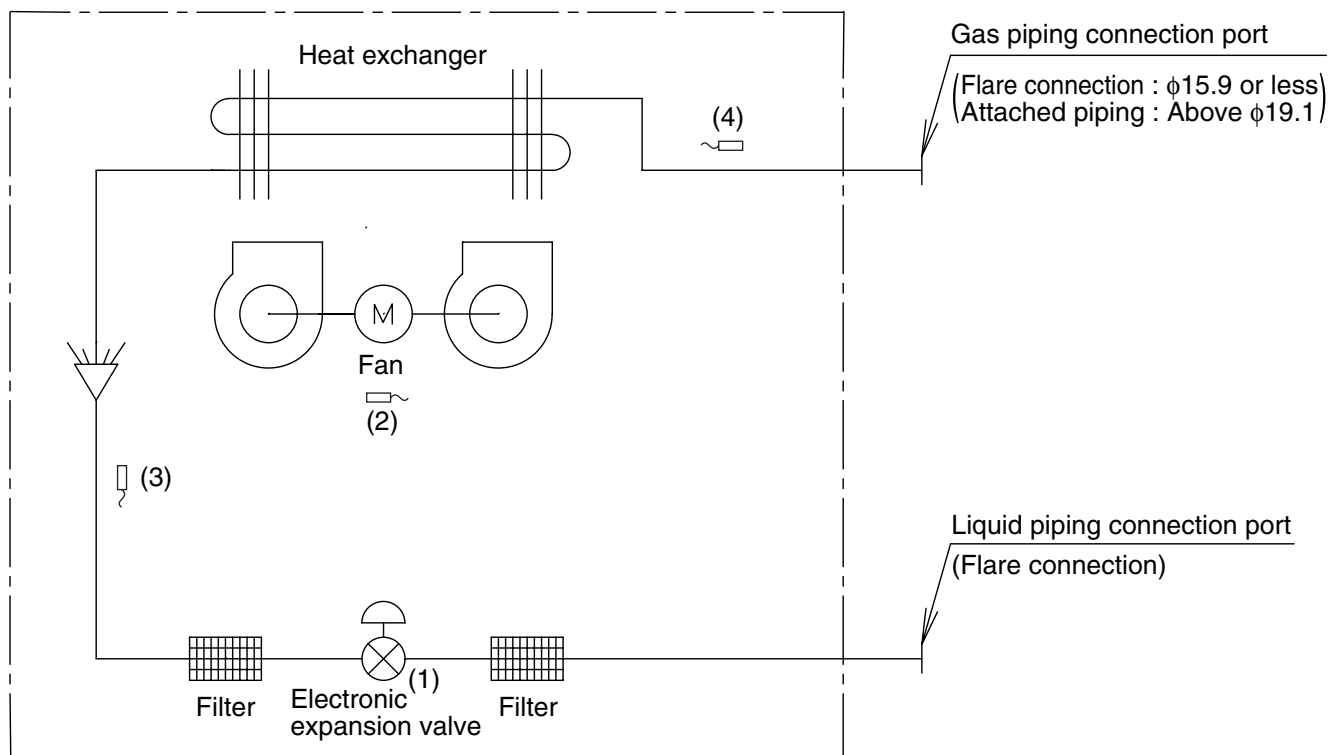 Gas piping connection port
Heat exchanger
(Flare connection : ϕ15.9 or less)
(Attached piping : Above ϕ19.1)
(4)
M
Fan
(2)
(3)
Liquid piping connection port
(Flare connection)
(1)
Filter
Electronic
expansion valve
Filter